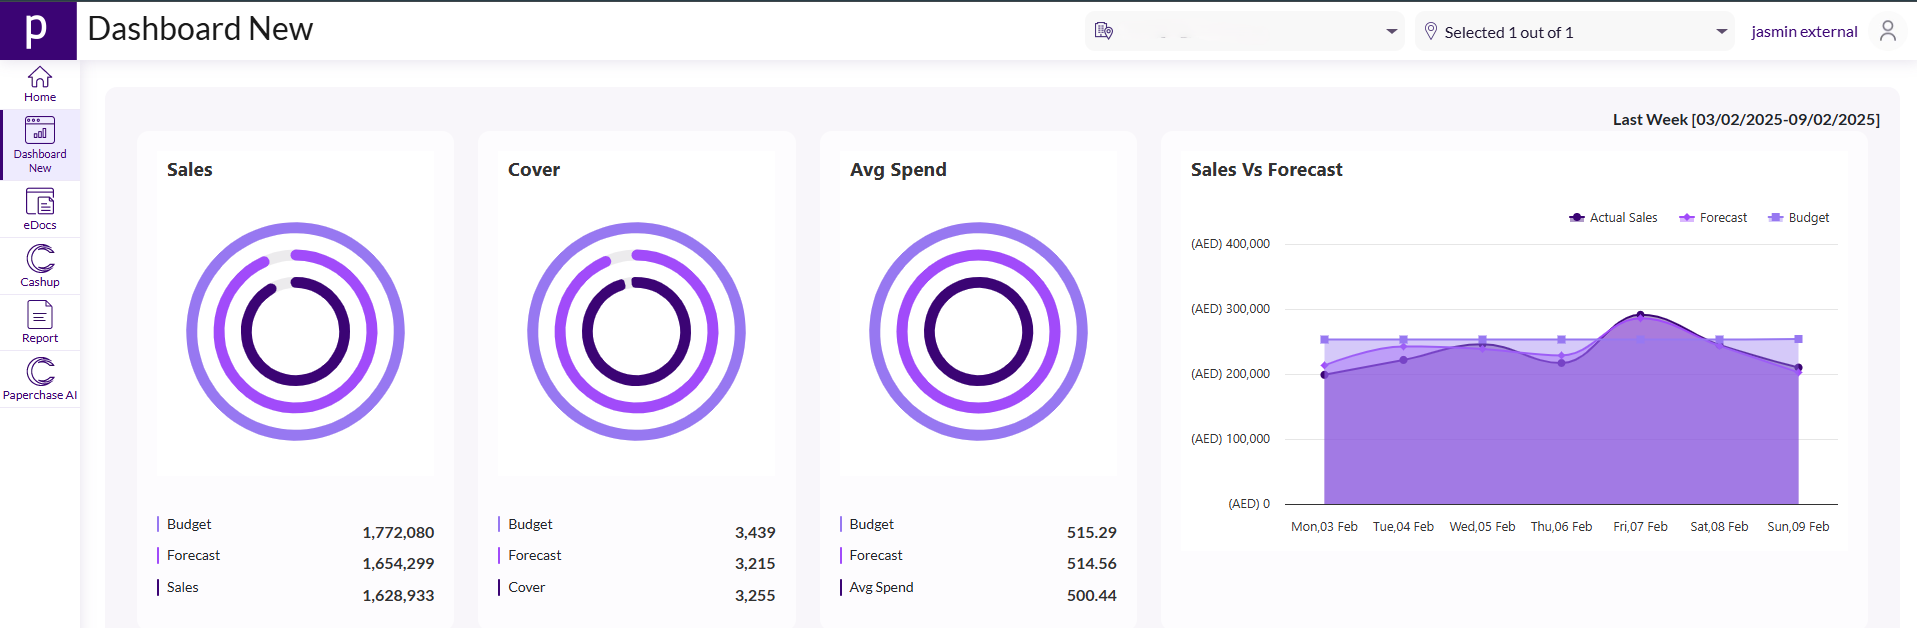 p
Dashboard New
Selected 1 out of 1
jasmin external
Home
Dashboard
New
eDocs
Cashup
Report
Paperchase AI
Last Week [03/02/2025-09/02/2025]
Sales
Budget 1,772,080
Forecast 1,654,299
Sales 1,628,933
Cover
Budget 3,439
Forecast 3,215
Cover 3,255
Avg Spend
Budget 515.29
Forecast 514.56
Avg Spend 500.44
Sales Vs Forecast
Actual Sales Forecast Budget
(AED) 400,000
(AED) 300,000
(AED) 200,000
(AED) 100,000
(AED) 0
Mon,03 Feb Tue,04 Feb Wed,05 Feb Thu,06 Feb Fri,07 Feb Sat,08 Feb Sun,09 Feb